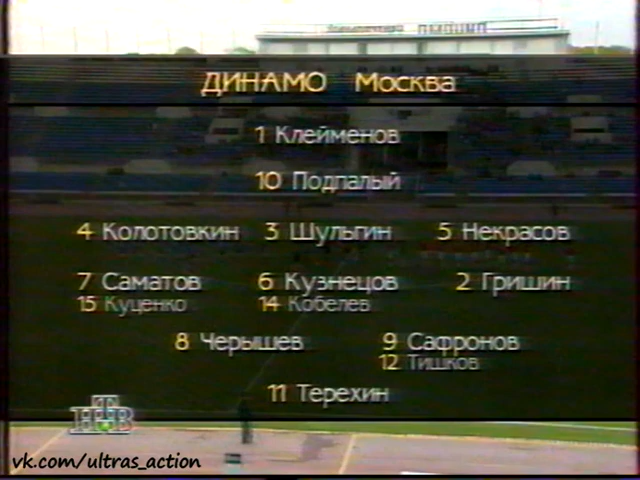 ДИНАМО Москва
1 Клейменов
10 Подпалый
4 Колотовкин 3 Шульгин 5 Некрасов
7 Саматов 6 Кузнецов 2 Гришин
15 Куценко 14 Кобелев
8 Черышев 9 Сафронов
12 Тишков
11 Терехин
НТВ
vk.com/ultras_action